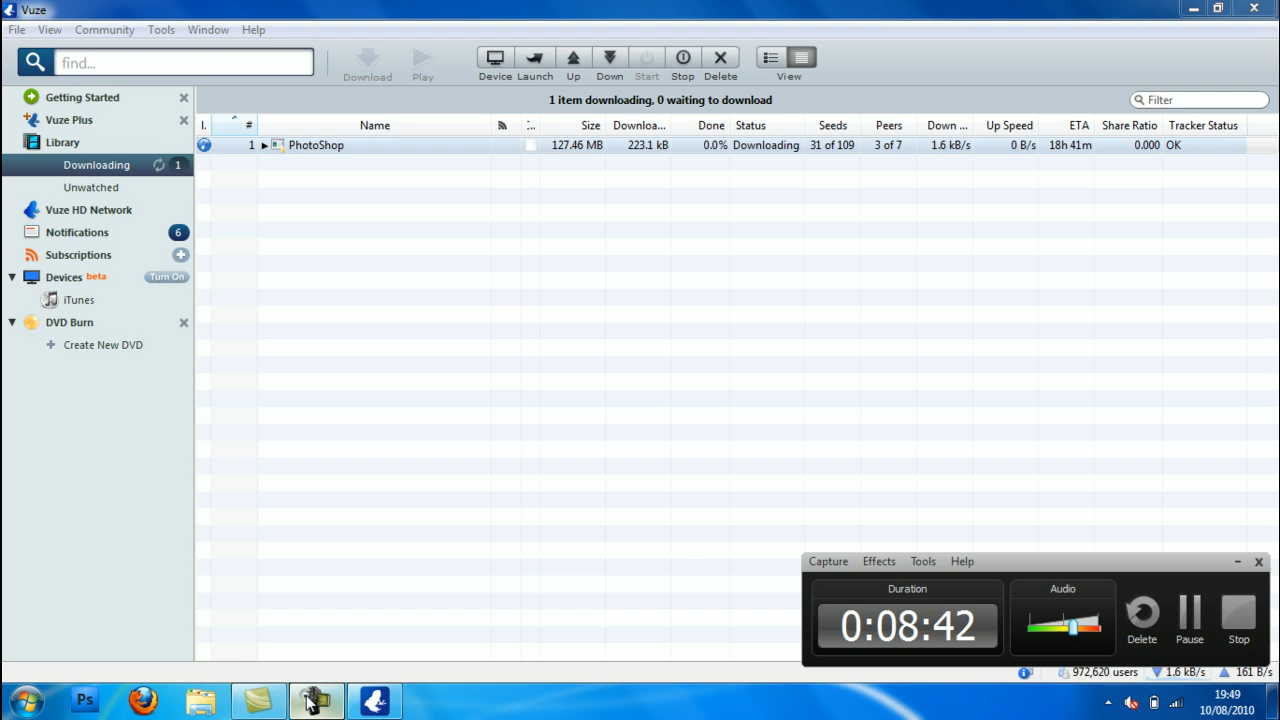 Vuze
File View Community Tools Window Help
find...
Download Play Device Launch Up Down Start Stop Delete View
Getting Started
1 item downloading, 0 waiting to download
Filter
Vuze Plus
I. # Name :.. Size Downloa... Done Status Seeds Peers Down ... Up Speed ETA Share Ratio Tracker Status
Library
1 PhotoShop 127.46 MB 223.1 kB 0.0% Downloading 31 of 109 3 of 7 1.6 kB/s 0 B/s 18h 41m 0.000 OK
Downloading 1
Unwatched
Vuze HD Network
Notifications 6
Subscriptions
Devices beta Turn On
iTunes
DVD Burn
Create New DVD
Capture Effects Tools Help
Duration Audio
0:08:42
Delete Pause Stop
972,620 users 1.6 kB/s 161 B/s
Ps
19:49
10/08/2010